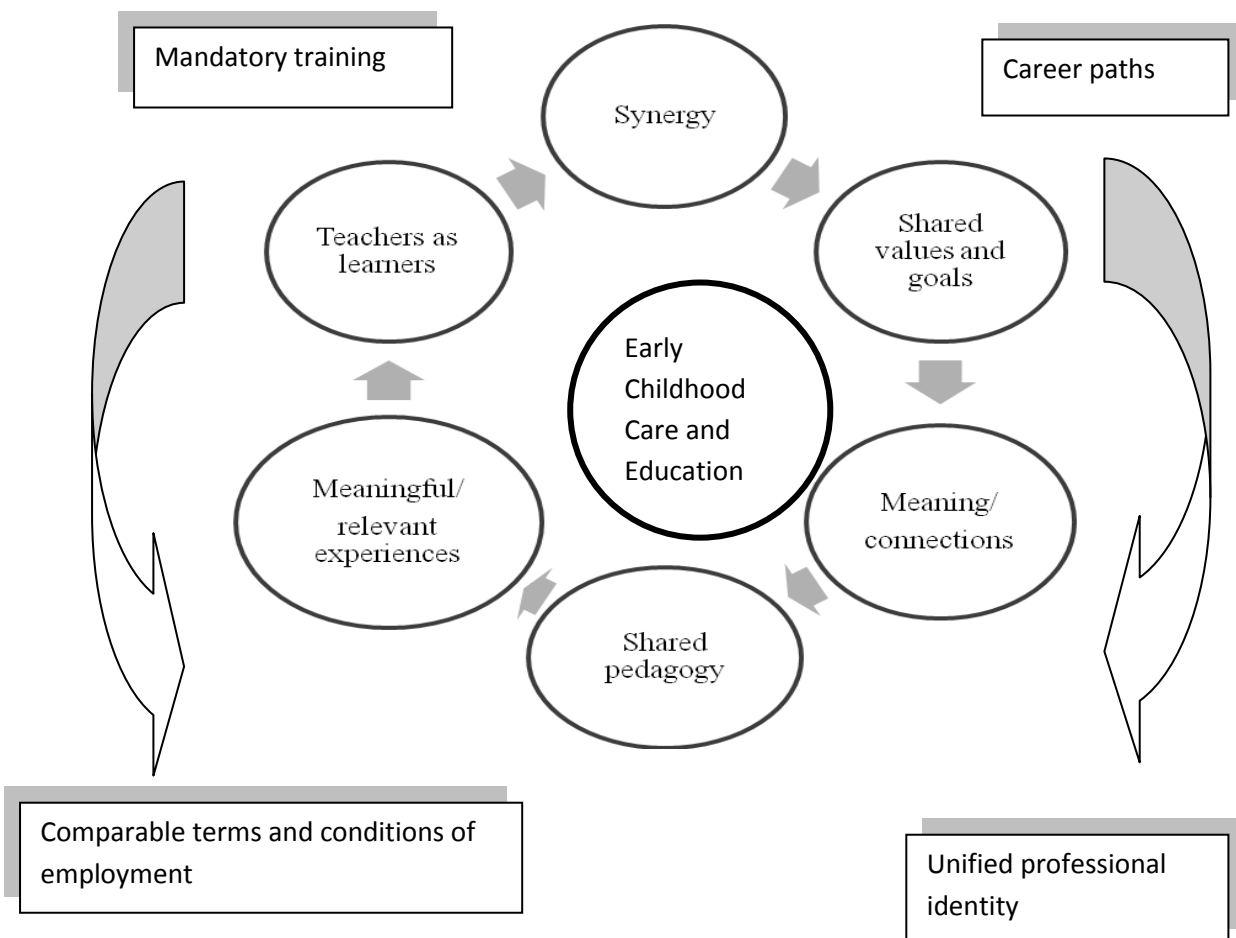 Mandatory training
Career paths
Synergy
Teachers as
learners
Shared
values and
goals
Early
Childhood
Care and
Education
Meaningful/
relevant
experiences
Meaning/
connections
Shared
pedagogy
Comparable terms and conditions of
employment
Unified professional
identity